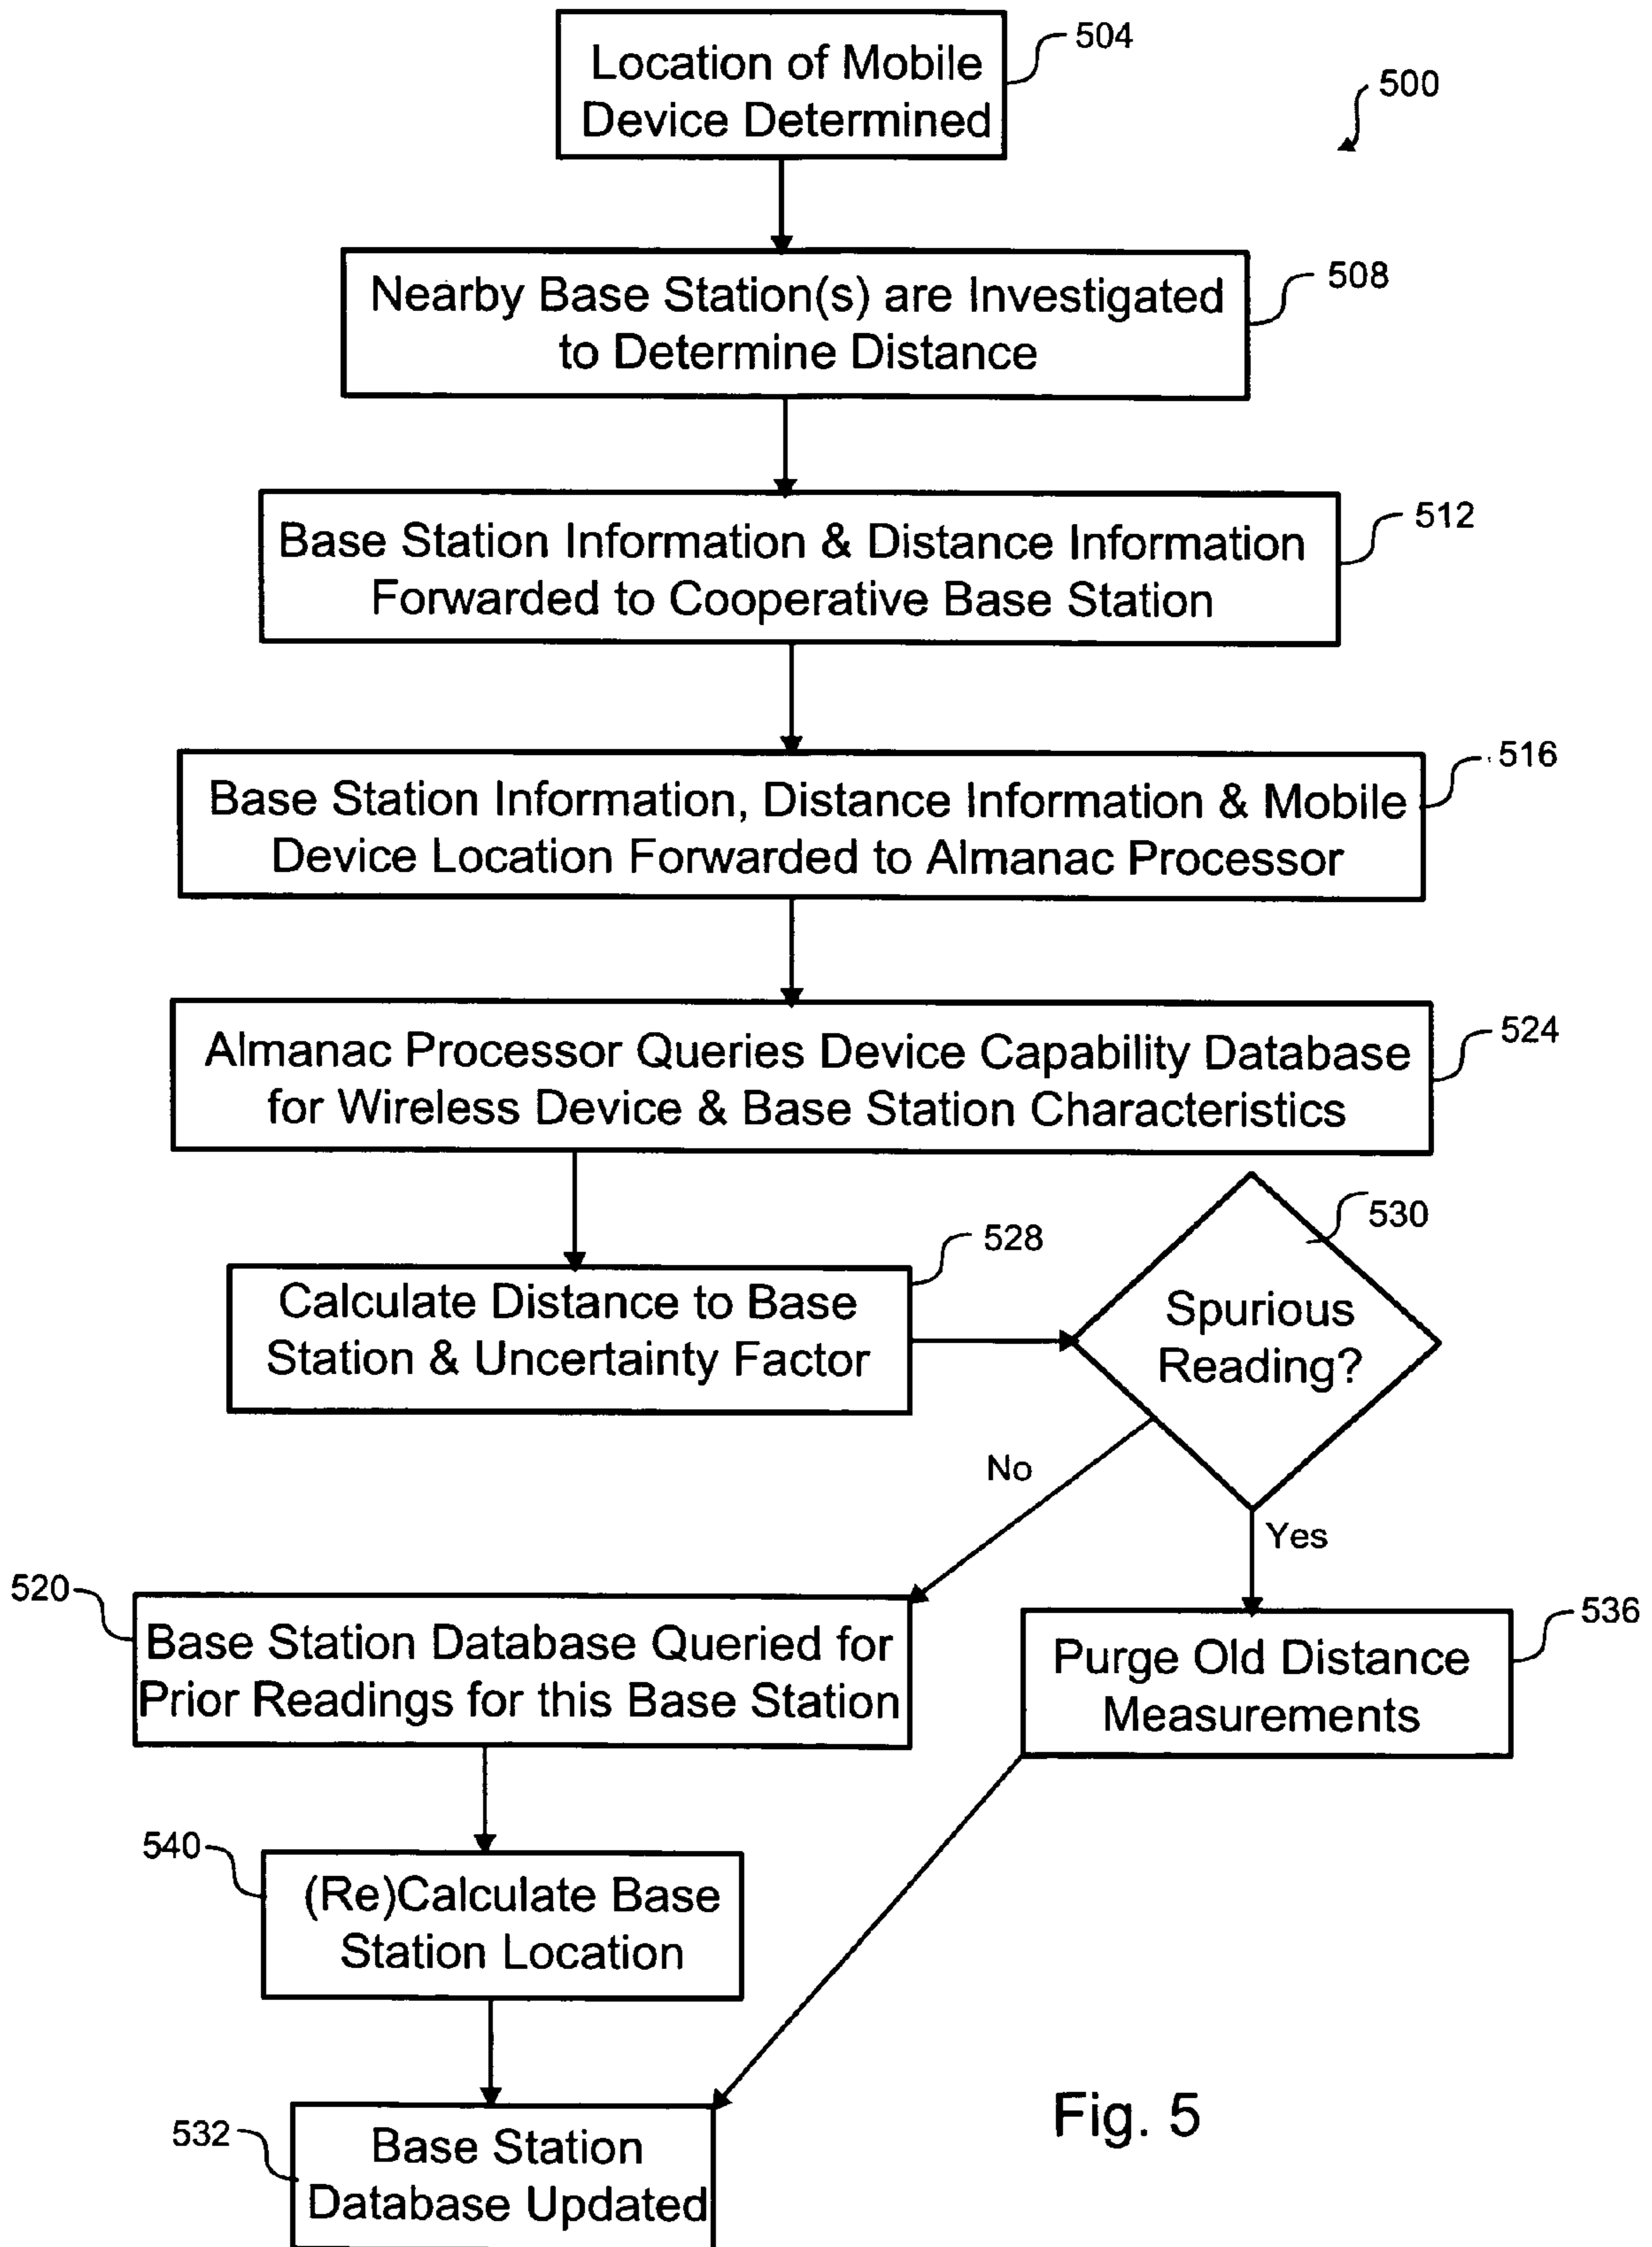 Location of Mobile
Device Determined
504
500
Nearby Base Station(s) are Investigated
to Determine Distance
508
Base Station Information & Distance Information
Forwarded to Cooperative Base Station
512
Base Station Information, Distance Information & Mobile
Device Location Forwarded to Almanac Processor
516
Almanac Processor Queries Device Capability Database
for Wireless Device & Base Station Characteristics
524
Calculate Distance to Base
Station & Uncertainty Factor
528
Spurious
Reading?
530
No
Yes
520
Base Station Database Queried for
Prior Readings for this Base Station
Purge Old Distance
Measurements
536
540
(Re)Calculate Base
Station Location
532
Base Station
Database Updated
Fig. 5